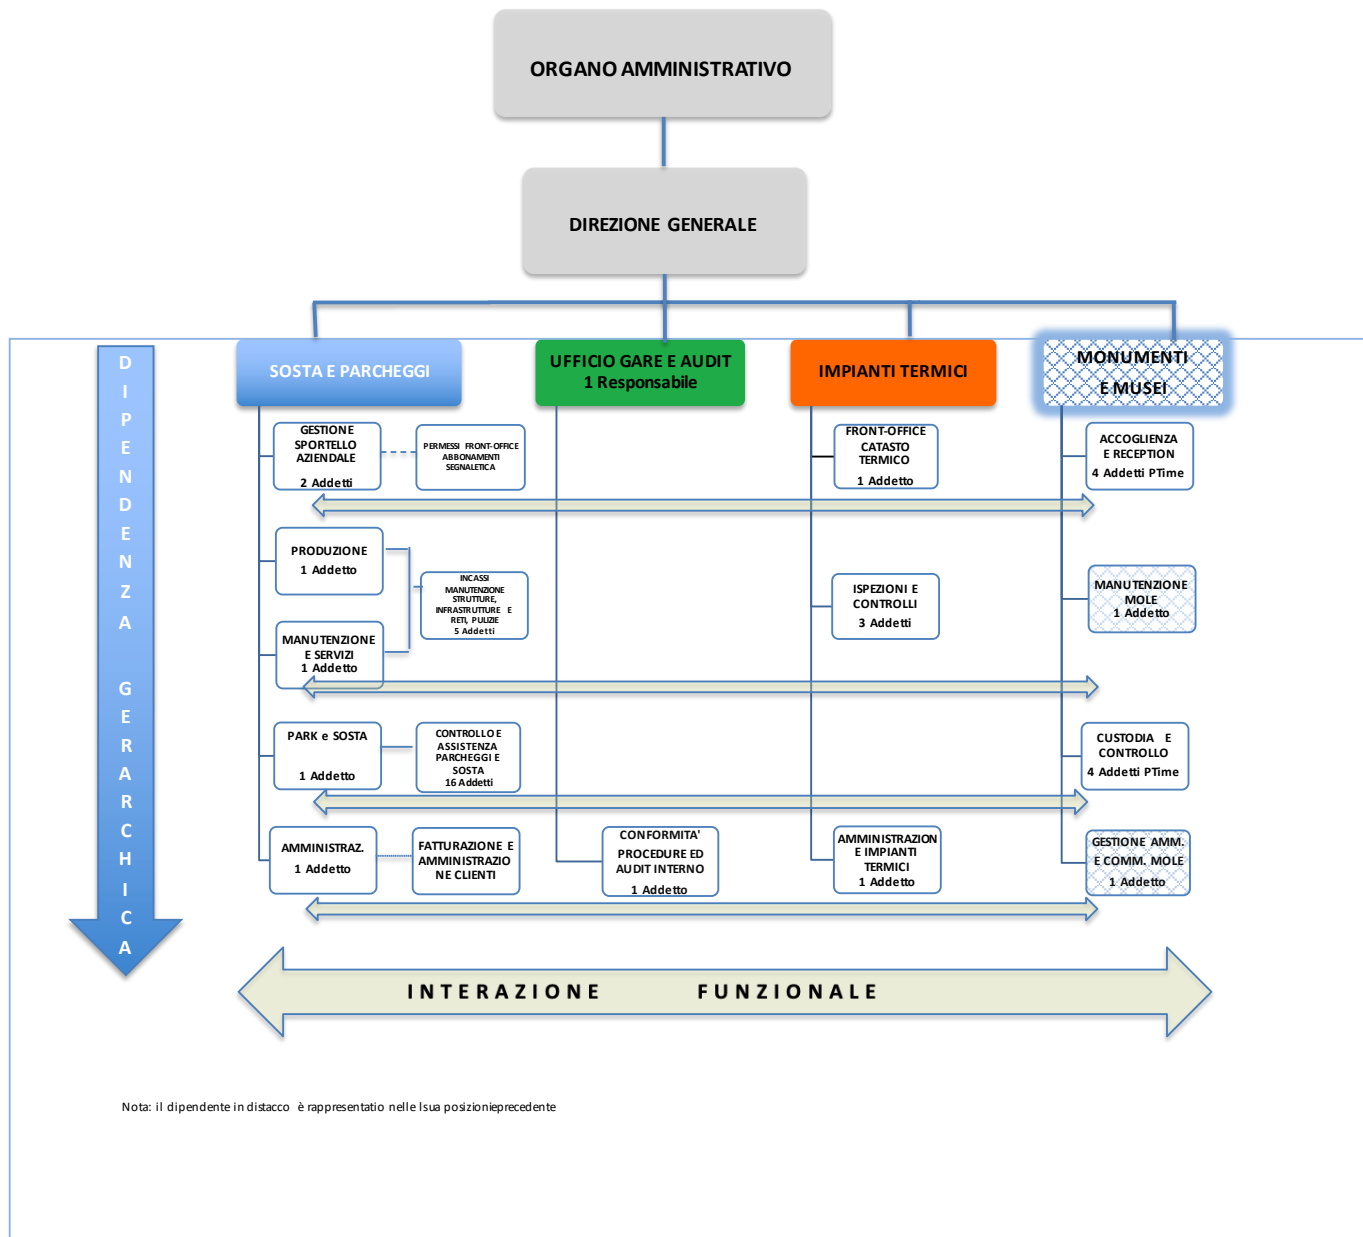 ORGANO AMMINISTRATIVO
DIREZIONE GENERALE
DIPENDENZA GERARCHICA
SOSTA E PARCHEGGI
UFFICIO GARE E AUDIT
1 Responsabile
IMPIANTI TERMICI
MONUMENTI
E MUSEI
GESTIONE
SPORTELLO
AZIENDALE
2 Addetti
PERMESSI FRONT-OFFICE
ABBONAMENTI
SEGNALETICA
FRONT-OFFICE
CATASTO
TERMICO
1 Addetto
ACCOGLIENZA
E RECEPTION
4 Addetti PTime
PRODUZIONE
1 Addetto
INCASSI
MANUTENZIONE
STRUTTURE,
INFRASTRUTTURE E
RETI, PULIZIE
5 Addetti
MANUTENZIONE
E SERVIZI
1 Addetto
ISPEZIONI E
CONTROLLI
3 Addetti
MANUTENZIONE
MOLE
1 Addetto
PARK e SOSTA
1 Addetto
CONTROLLO E
ASSISTENZA
PARCHEGGI E
SOSTA
16 Addetti
CUSTODIA E
CONTROLLO
4 Addetti PTime
AMMINISTRAZ.
1 Addetto
FATTURAZIONE E
AMMINISTRAZIO
NE CLIENTI
CONFORMITA'
PROCEDURE ED
AUDIT INTERNO
1 Addetto
AMMINISTRAZION
E IMPIANTI
TERMICI
1 Addetto
GESTIONE AMM.
E COMM. MOLE
1 Addetto
INTERAZIONE FUNZIONALE
Nota: il dipendente in distacco è rappresentatio nelle lsua posizionieprecedente